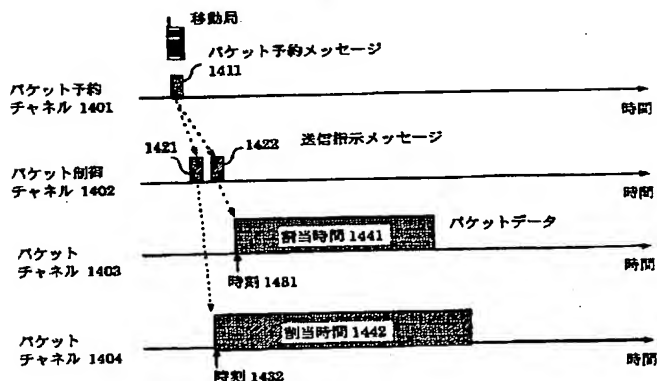 移動局
パケット予約メッセージ
1411
パケット予約
チャネル 1401
時間
1421
1422
送信指示メッセージ
パケット制御
チャネル 1402
時間
割当時間 1441
パケットデータ
パケット
チャネル 1403
時刻 1431
時間
割当時間 1442
パケット
チャネル 1404
時刻 1432
時間